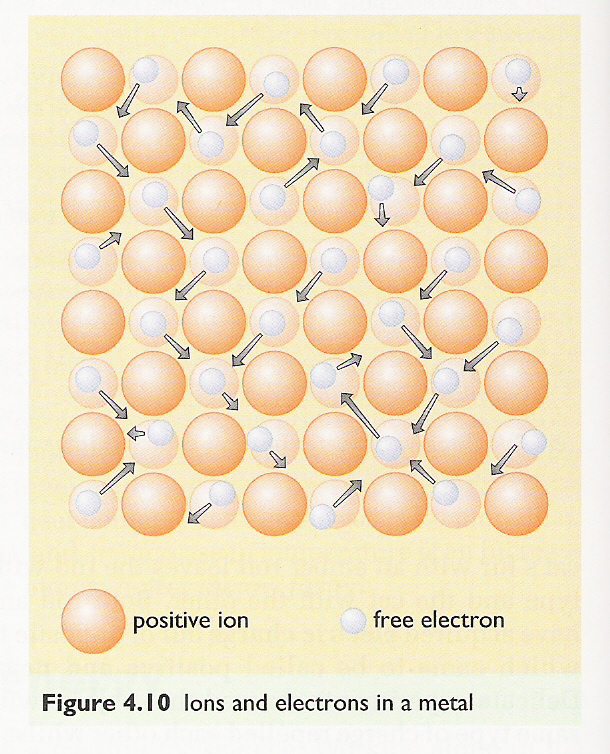 positive ion
free electron
Figure 4.10 Ions and electrons in a metal